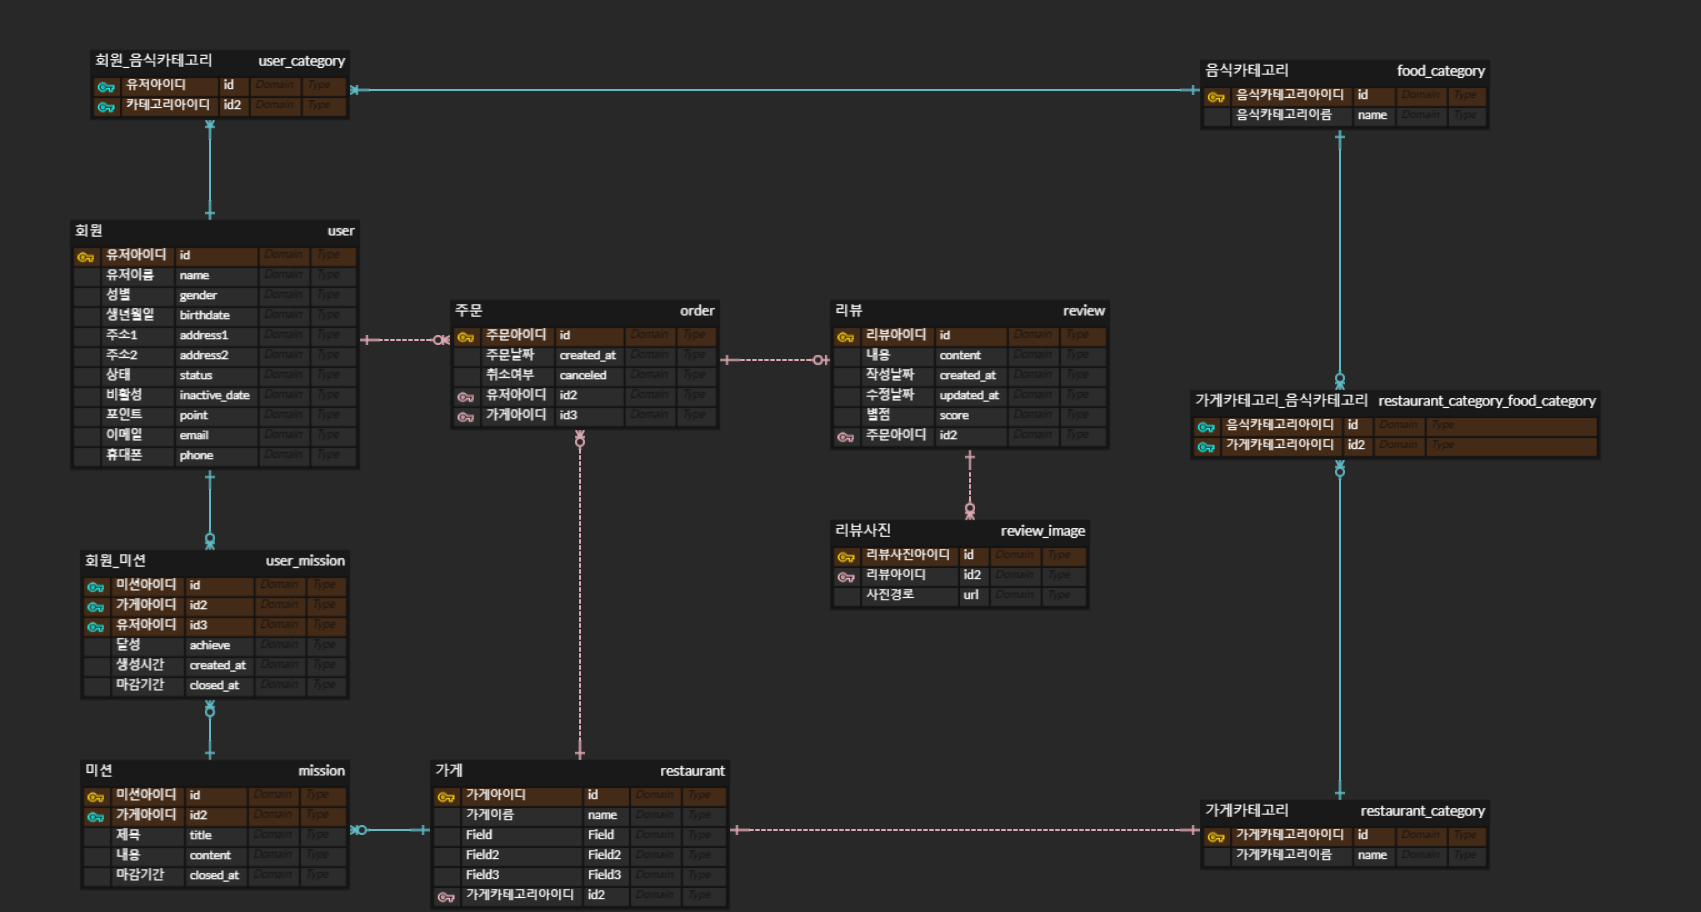 회원_음식카테고리 user_category
유저아이디 id Domain Type
카테고리아이디 id2 Domain Type
음식카테고리 food_category
음식카테고리아이디 id Domain Type
음식카테고리이름 name Domain Type
회원 user
유저아이디 id Domain Type
유저이름 name Domain Type
성별 gender Domain Type
생년월일 birthdate Domain Type
주소1 address1 Domain Type
주소2 address2 Domain Type
상태 status Domain Type
비활성 inactive_date Domain Type
포인트 point Domain Type
이메일 email Domain Type
휴대폰 phone Domain Type
주문 order
주문아이디 id Domain Type
주문날짜 created_at Domain Type
취소여부 canceled Domain Type
유저아이디 id2 Domain Type
가게아이디 id3 Domain Type
리뷰 review
리뷰아이디 id Domain Type
내용 content Domain Type
작성날짜 created_at Domain Type
수정날짜 updated_at Domain Type
별점 score Domain Type
주문아이디 id2 Domain Type
가게카테고리_음식카테고리 restaurant_category_food_category
음식카테고리아이디 id Domain Type
가게카테고리아이디 id2 Domain Type
리뷰사진 review_image
리뷰사진아이디 id Domain Type
리뷰아이디 id2 Domain Type
사진경로 url Domain Type
회원_미션 user_mission
미션아이디 id Domain Type
가게아이디 id2 Domain Type
유저아이디 id3 Domain Type
달성 achieve Domain Type
생성시간 created_at Domain Type
마감기간 closed_at Domain Type
미션 mission
미션아이디 id Domain Type
가게아이디 id2 Domain Type
제목 title Domain Type
내용 content Domain Type
마감기간 closed_at Domain Type
가게 restaurant
가게아이디 id Domain Type
가게이름 name Domain Type
Field Field Domain Type
Field2 Field2 Domain Type
Field3 Field3 Domain Type
가게카테고리아이디 id2 Domain Type
가게카테고리 restaurant_category
가게카테고리아이디 id Domain Type
가게카테고리이름 name Domain Type